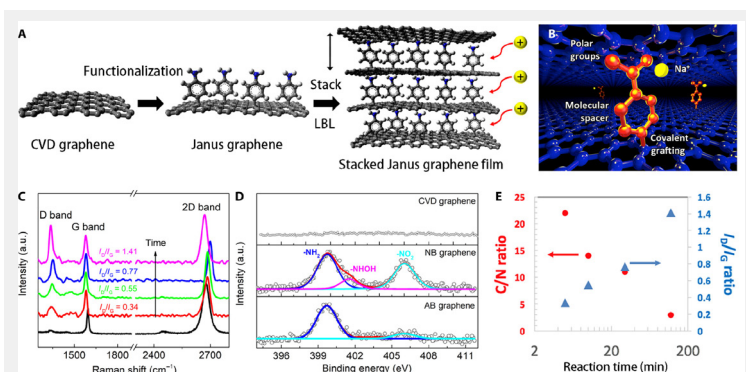 A
Functionalization
Stack
LBL
CVD graphene
Janus graphene
Stacked Janus graphene film
+
+
+
B
Polar
groups
Na+
Molecular
spacer
Covalent
grafting
C
D band
G band
2D band
ID/IG = 1.41
Time
ID/IG = 0.77
ID/IG = 0.55
ID/IG = 0.34
Intensity (a.u.)
1500 1800 2400 2700
Raman shift (cm−1)
D
CVD graphene
-NH2
-NHOH
-NO2
NB graphene
AB graphene
Intensity (a.u.)
396 399 402 405 408 411
Binding energy (eV)
E
C/N ratio
25
20
15
10
5
0
ID/IG ratio
1.6
1.4
1.2
1
0.8
0.6
0.4
0.2
0
2 20 200
Reaction time (min)